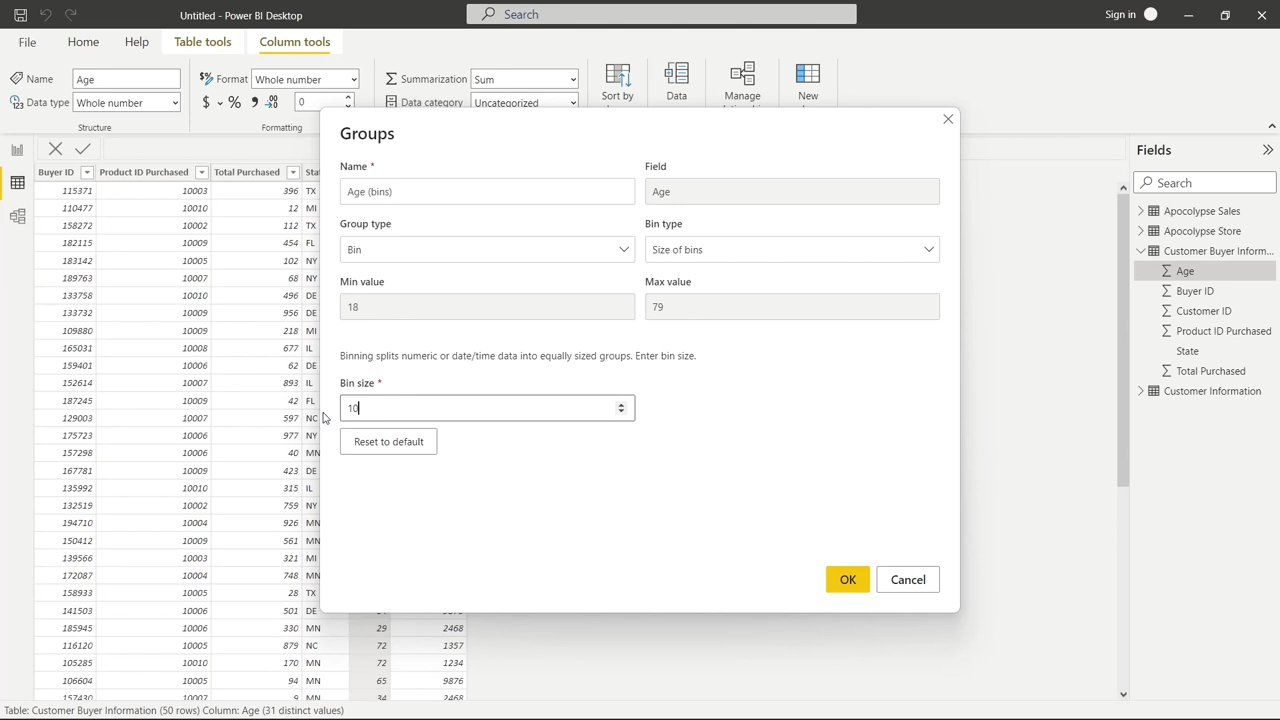 Untitled - Power BI Desktop
Search
Sign in
File Home Help Table tools Column tools
Name Age
Format Whole number
Summarization Sum
Data type Whole number
$ % 0
Data category Uncategorized
Sort by
Data
Manage
New
Structure
Formatting
Groups
Name *
Age (bins)
Field
Age
Group type
Bin
Bin type
Size of bins
Min value
18
Max value
79
Binning splits numeric or date/time data into equally sized groups. Enter bin size.
Bin size *
10
Reset to default
OK
Cancel
Buyer ID Product ID Purchased Total Purchased
115371 10003 396 TX
110477 10010 12 MI
158272 10002 112 TX
182115 10009 454 FL
183142 10005 102 NY
189763 10007 68 NY
133758 10010 496 DE
133732 10009 956 DE
109880 10009 218 MI
165031 10008 677 IL
159401 10006 62 DE
152614 10007 893 IL
187245 10009 42 FL
129003 10007 597 NC
175723 10006 977 NY
157298 10006 40 MN
167781 10009 423 DE
135992 10010 315 IL
132519 10002 759 NY
194710 10004 926 MN
150412 10009 561 MN
139566 10003 321 MI
172087 10004 748 MN
158933 10005 28 TX
141503 10006 501 DE
185945 10006 330 MN 29 2468
116120 10005 879 NC 72 1357
105285 10010 170 MN 72 1234
106604 10005 94 MN 65 9876
157430 10007 9 MN 34 2468
Fields
Search
Apocolypse Sales
Apocolypse Store
Customer Buyer Inform...
Age
Buyer ID
Customer ID
Product ID Purchased
State
Total Purchased
Customer Information
Table: Customer Buyer Information (50 rows) Column: Age (31 distinct values)